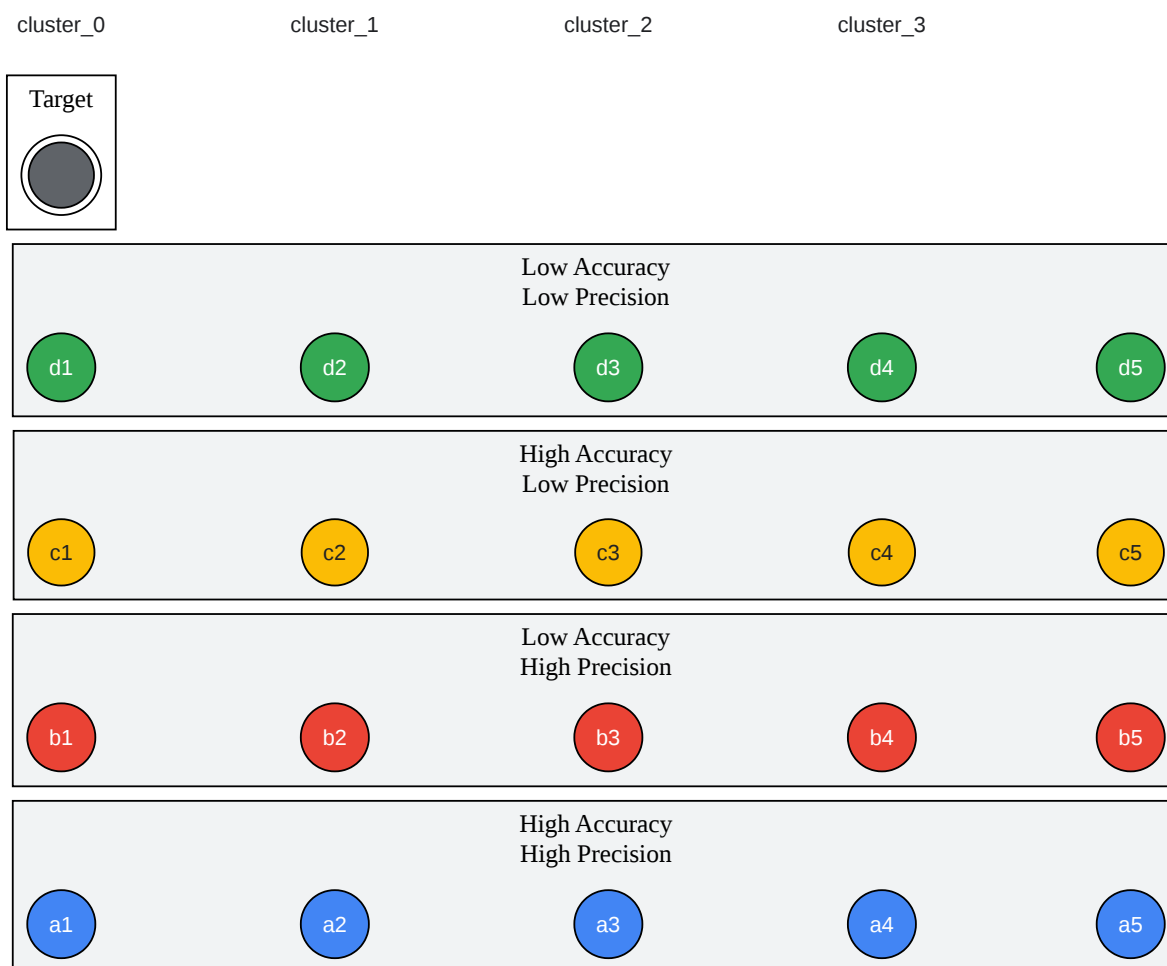 cluster_0 cluster_1 cluster_2 cluster_3
Target
Low Accuracy
Low Precision
d1 d2 d3 d4 d5
High Accuracy
Low Precision
c1 c2 c3 c4 c5
Low Accuracy
High Precision
b1 b2 b3 b4 b5
High Accuracy
High Precision
a1 a2 a3 a4 a5